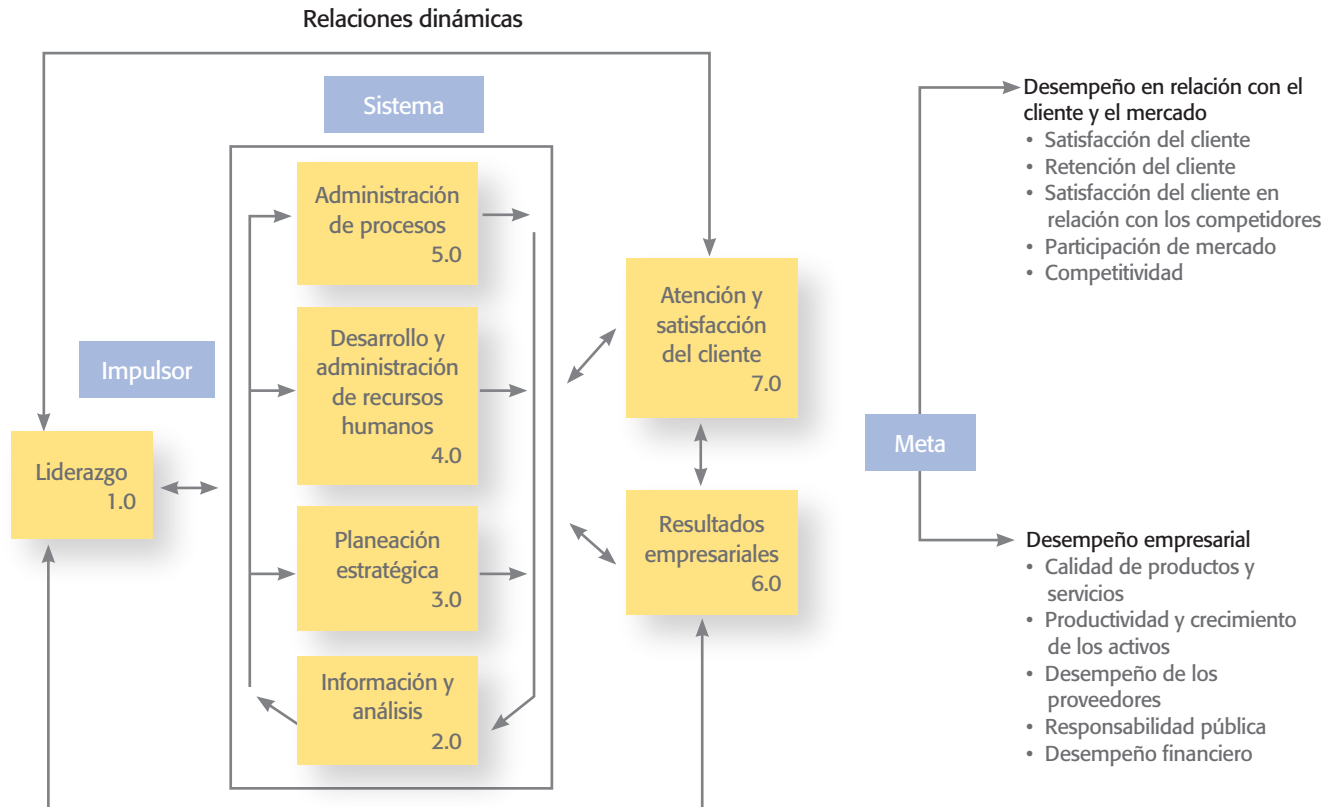 Relaciones dinámicas
Sistema
Administración
de procesos
5.0
Desarrollo y
administración
de recursos
humanos
4.0
Planeación
estratégica
3.0
Información y
análisis
2.0
Impulsor
Liderazgo
1.0
Atención y
satisfacción
del cliente
7.0
Resultados
empresariales
6.0
Meta
Desempeño en relación con el
cliente y el mercado
• Satisfacción del cliente
• Retención del cliente
• Satisfacción del cliente en
relación con los competidores
• Participación de mercado
• Competitividad
Desempeño empresarial
• Calidad de productos y
servicios
• Productividad y crecimiento
de los activos
• Desempeño de los
proveedores
• Responsabilidad pública
• Desempeño financiero